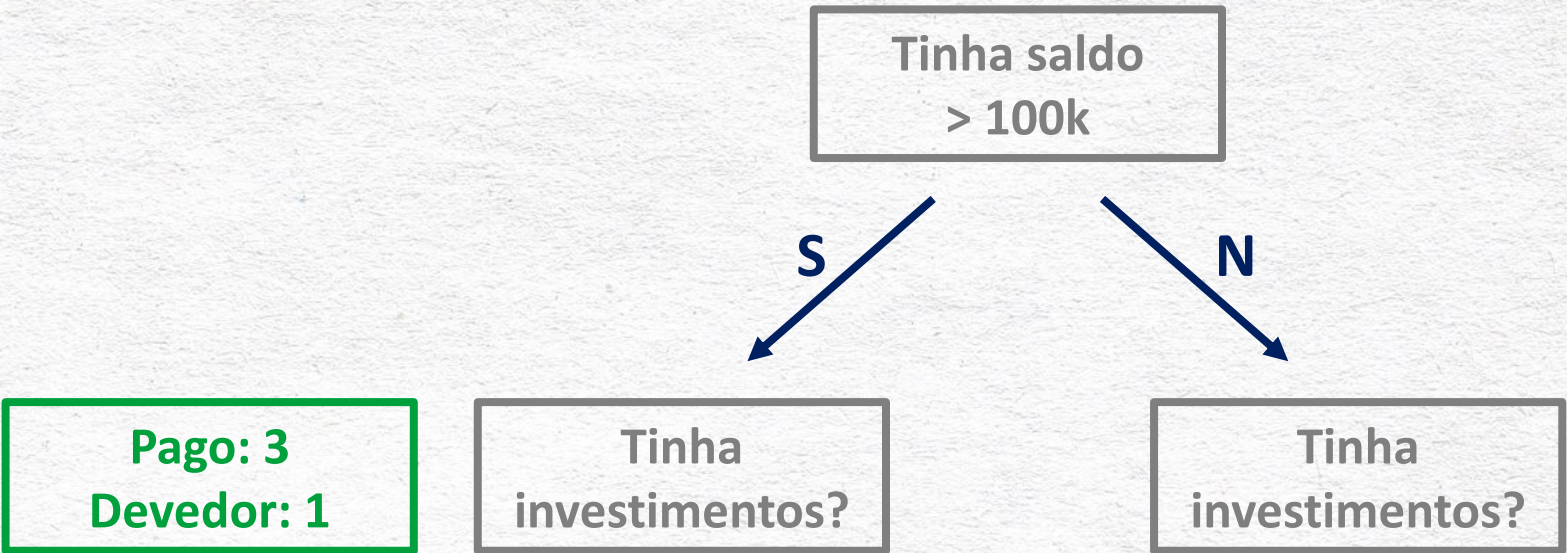 Tinha saldo
> 100k
S
N
Pago: 3
Devedor: 1
Tinha
investimentos?
Tinha
investimentos?